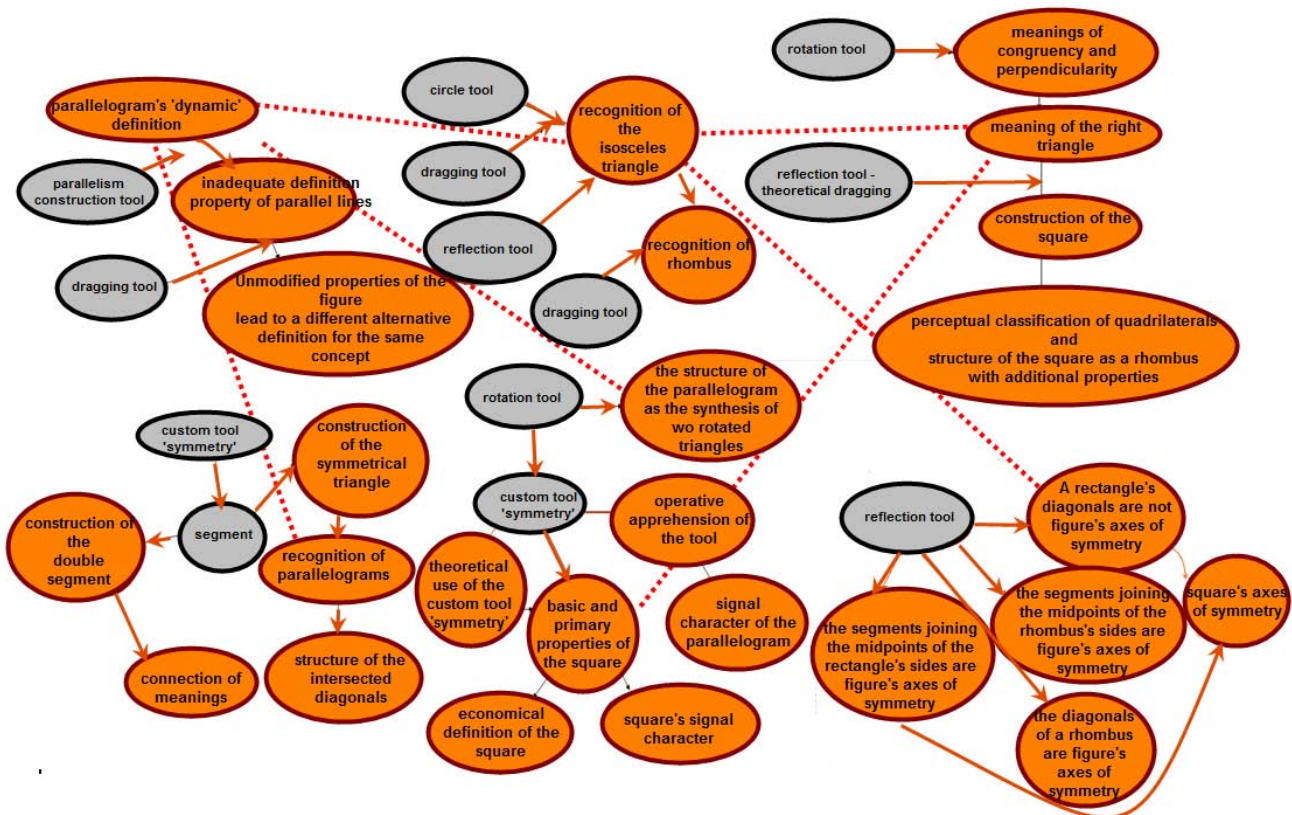 rotation tool
meanings of
congruency and
perpendicularity
parallelogram's 'dynamic'
definition
circle tool
recognition of
the
isosceles
triangle
meaning of the right
triangle
dragging tool
parallelism
construction tool
inadequate definition
property of parallel lines
reflection tool -
theoretical dragging
construction of the
square
reflection tool
recognition of
rhombus
dragging tool
Unmodified properties of the
figure
lead to a different alternative
definition for the same
concept
dragging tool
perceptual classification of quadrilaterals
and
structure of the square as a rhombus
with additional properties
rotation tool
the structure of
the parallelogram
as the synthesis of
wo rotated
triangles
custom tool
'symmetry'
construction
of the
symmetrical
triangle
construction of
the
double
segment
segment
recognition of
parallelograms
connection of
meanings
structure of the
intersected
diagonals
custom tool
'symmetry'
operative
apprehension of
the tool
theoretical
use of the
custom tool
'symmetry'
basic and
primary
properties of
the square
signal
character of the
parallelogram
economical
definition of the
square
square's signal
character
reflection tool
A rectangle's
diagonals are not
figure's axes of
symmetry
square's axes
of symmetry
the segments joining
the midpoints of the
rhombus's sides are
figure's axes of
symmetry
the segments joining
the midpoints of the
rectangle's sides are
figure's axes of
symmetry
the diagonals
of a rhombus
are figure's
axes of
symmetry